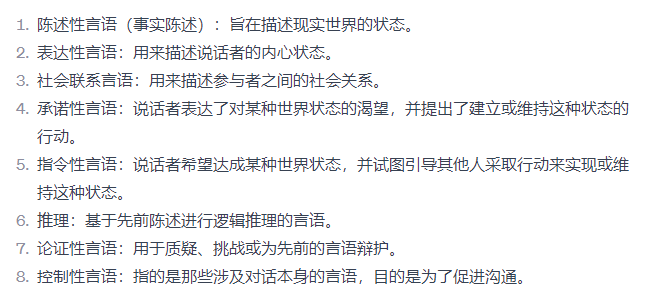 1. 陈述性言语（事实陈述）：旨在描述现实世界的状态。
2. 表达性言语：用来描述说话者的内心状态。
3. 社会联系言语：用来描述参与者之间的社会关系。
4. 承诺性言语：说话者表达了对某种世界状态的渴望，并提出了建立或维持这种状态的
行动。
5. 指令性言语：说话者希望达成某种世界状态，并试图引导其他人采取行动来实现或维
持这种状态。
6. 推理：基于先前陈述进行逻辑推理的言语。
7. 论证性言语：用于质疑、挑战或为先前的言语辩护。
8. 控制性言语：指的是那些涉及对话本身的言语，目的是为了促进沟通。